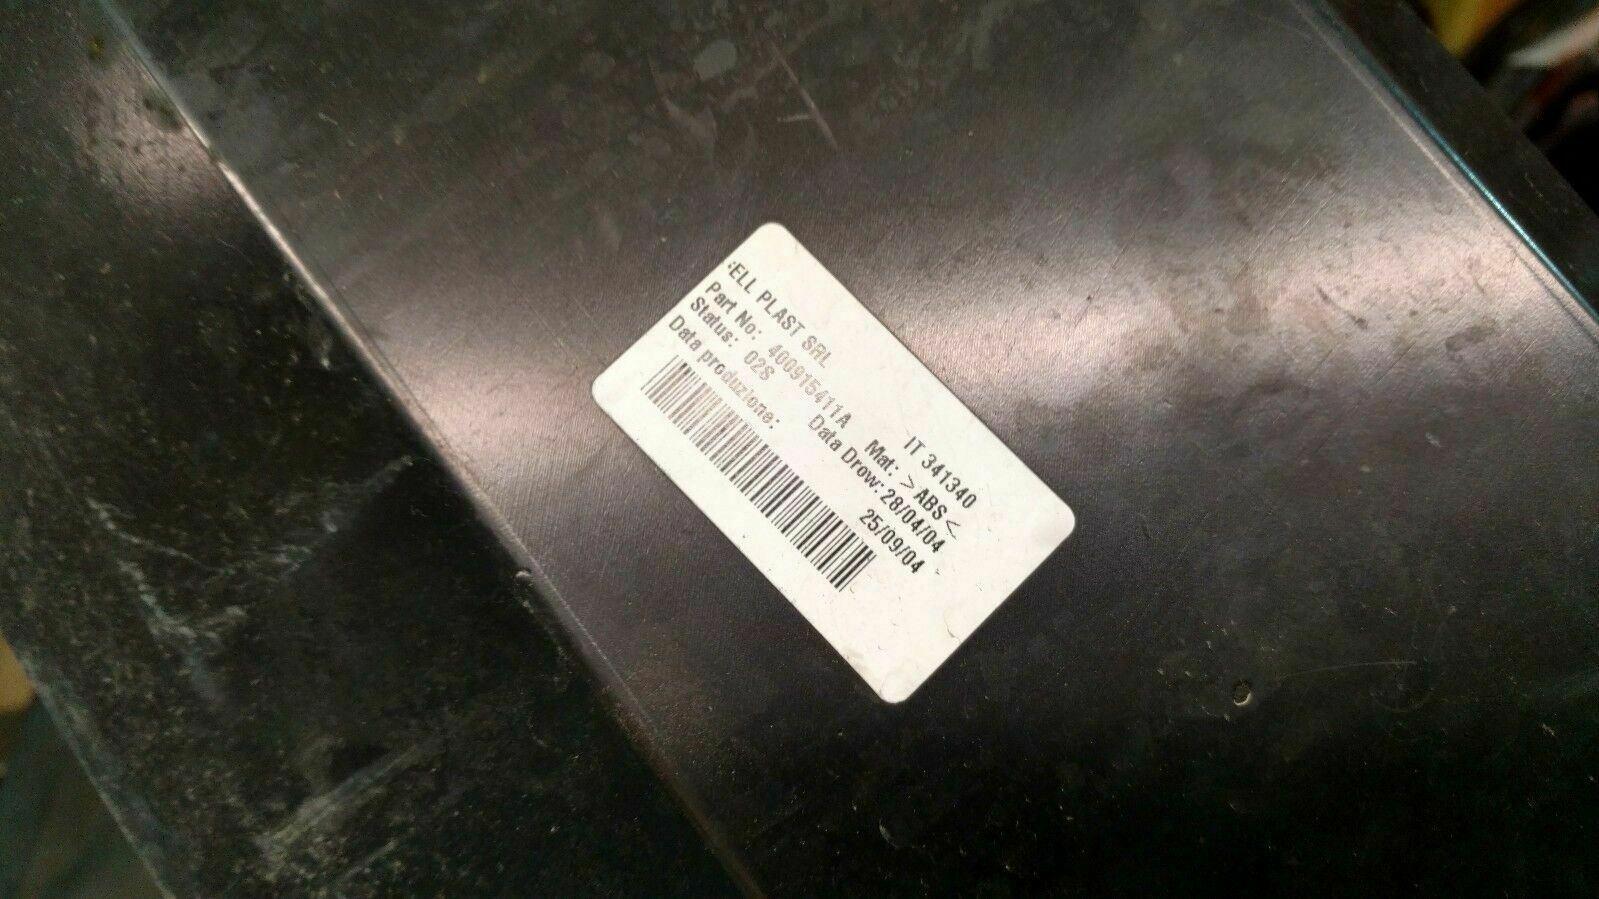 ELL PLAST SRL IT 341340
Part No: 400915411A Mat: >ABS<
Status: 02S Data Drow: 28/04/04
Data produzione: 25/09/04